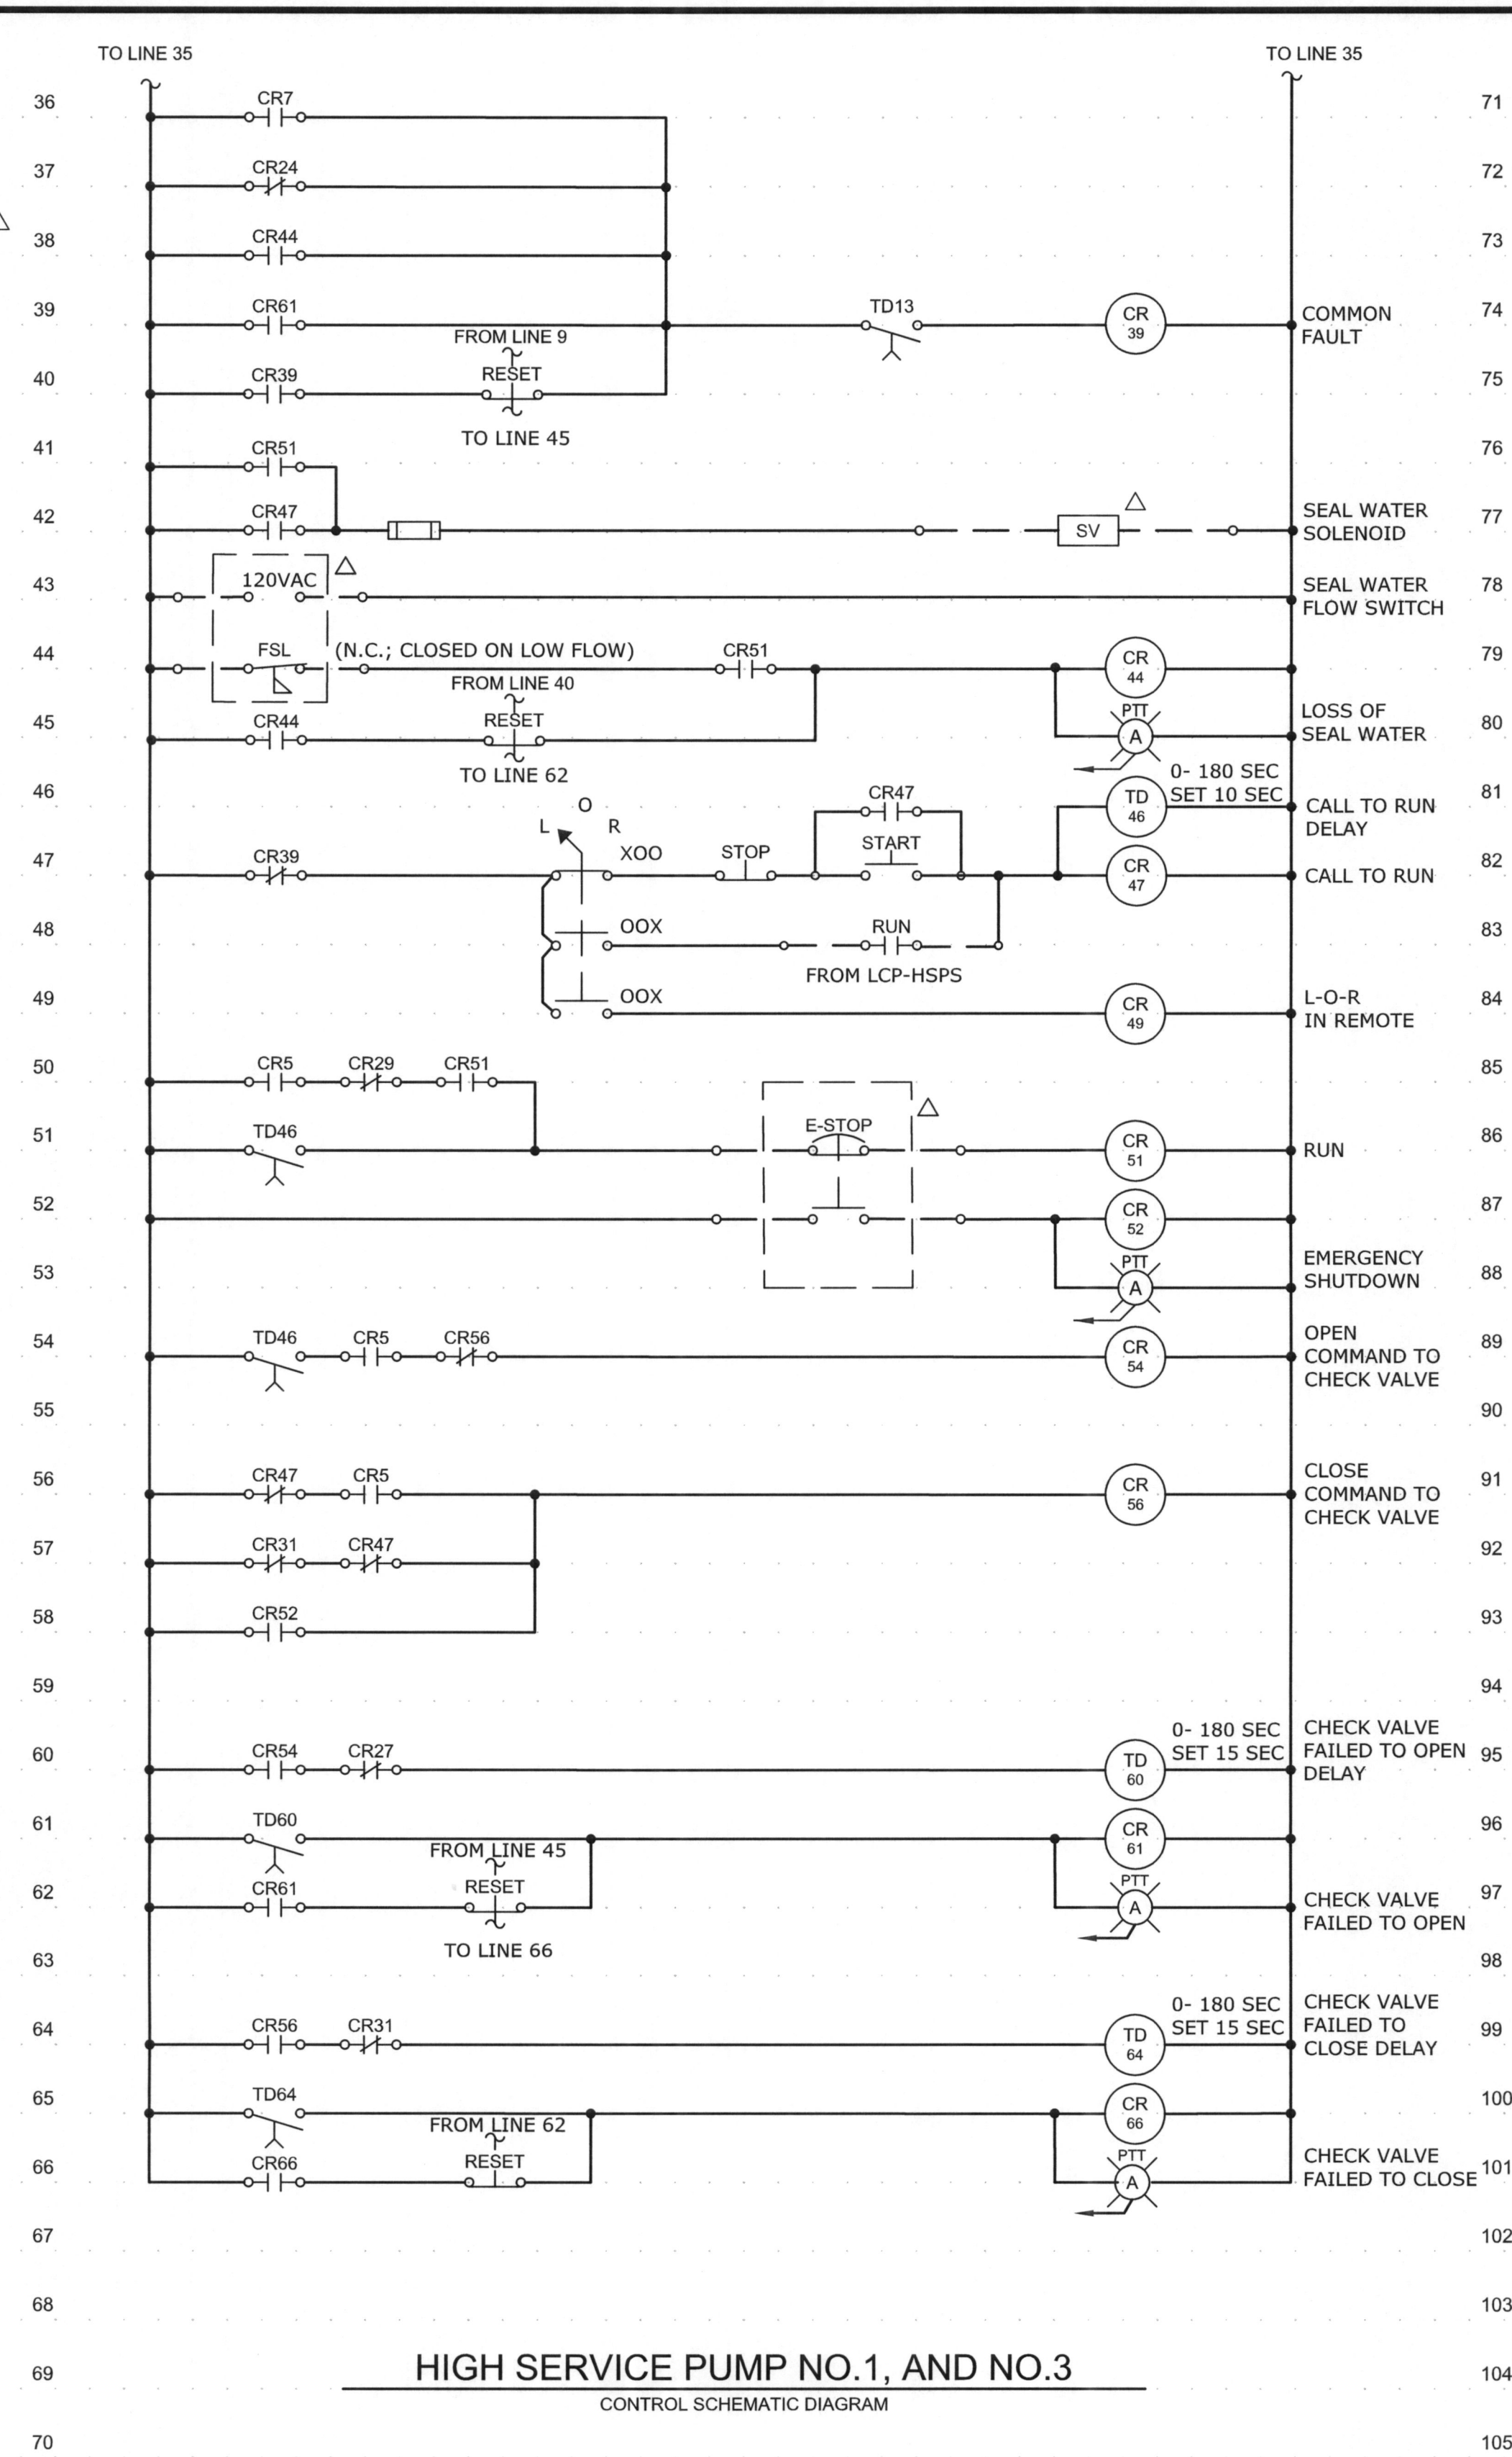 TO LINE 35 TO LINE 35
36 CR7 71
37 CR24 72
38 CR44 73
39 CR61 TD13 CR 39 COMMON FAULT 74
FROM LINE 9
40 CR39 RESET 75
TO LINE 45
41 CR51 76
42 CR47 SV SEAL WATER SOLENOID 77
43 120VAC SEAL WATER FLOW SWITCH 78
44 FSL (N.C.; CLOSED ON LOW FLOW) CR51 CR 44 79
FROM LINE 40
45 CR44 RESET PTT A LOSS OF SEAL WATER 80
TO LINE 62
0- 180 SEC
SET 10 SEC
46 CR47 TD 46 CALL TO RUN DELAY 81
L O R
47 CR39 XOO STOP START CR 47 CALL TO RUN 82
48 OOX RUN 83
FROM LCP-HSPS
49 OOX CR 49 L-O-R IN REMOTE 84
50 CR5 CR29 CR51 85
51 TD46 E-STOP CR 51 RUN 86
52 CR 52 87
53 PTT A EMERGENCY SHUTDOWN 88
54 TD46 CR5 CR56 CR 54 OPEN COMMAND TO CHECK VALVE 89
55 90
56 CR47 CR5 CR 56 CLOSE COMMAND TO CHECK VALVE 91
57 CR31 CR47 92
58 CR52 93
59 94
0- 180 SEC
SET 15 SEC
60 CR54 CR27 TD 60 CHECK VALVE FAILED TO OPEN DELAY 95
61 TD60 CR 61 96
FROM LINE 45
62 CR61 RESET PTT A CHECK VALVE FAILED TO OPEN 97
TO LINE 66
63 98
0- 180 SEC
SET 15 SEC
64 CR56 CR31 TD 64 CHECK VALVE FAILED TO CLOSE DELAY 99
65 TD64 CR 66 100
FROM LINE 62
66 CR66 RESET PTT A CHECK VALVE FAILED TO CLOSE 101
67 102
68 103
69 HIGH SERVICE PUMP NO.1, AND NO.3 104
CONTROL SCHEMATIC DIAGRAM
70 105